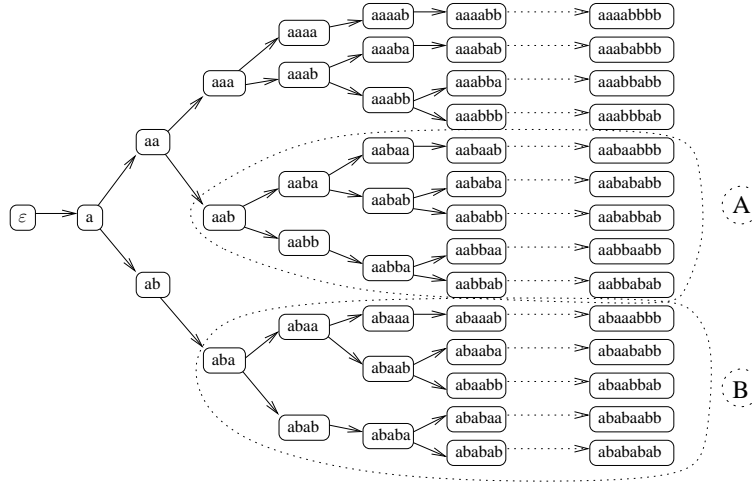 aaaa aaaab aaaabb aaaabbbb
aaa aaab aaaba aaabab aaababbb
aaabb aaabba aaabbabb
aaabbb aaabbbab
aa
aabaa aabaab aabaabbb
aaba aababa aabababb
aabab
ε a aab aababb aababbab A
aabb aabbaa aabbaabb
aabba
ab aabbab aabbabab
abaa abaaa abaaab abaaabbb
aba abaaba abaababb
abaab
abaabb abaabbab B
abab ababaa ababaabb
ababa
ababab abababab